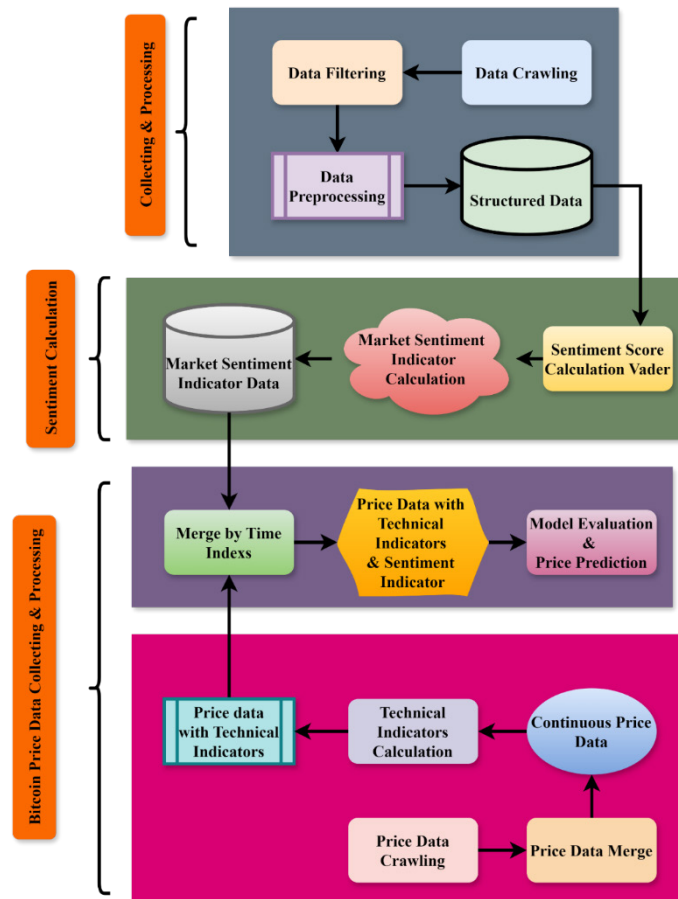 Collecting & Processing
Data Filtering
Data Crawling
Data
Preprocessing
Structured Data
Sentiment Calculation
Market Sentiment
Indicator Data
Market Sentiment
Indicator
Calculation
Sentiment Score
Calculation Vader
Bitcoin Price Data Collecting & Processing
Merge by Time
Indexs
Price Data with
Technical
Indicators
& Sentiment
Indicator
Model Evaluation
&
Price Prediction
Price data
with Technical
Indicators
Technical
Indicators
Calculation
Continuous Price
Data
Price Data
Crawling
Price Data Merge